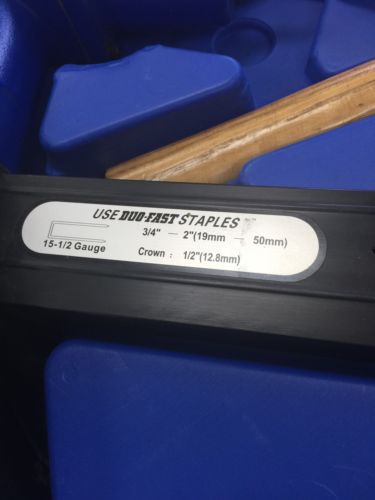 USE DUO-FAST STAPLES
3/4" — 2"(19mm — 50mm)
15-1/2 Gauge
Crown : 1/2"(12.8mm)